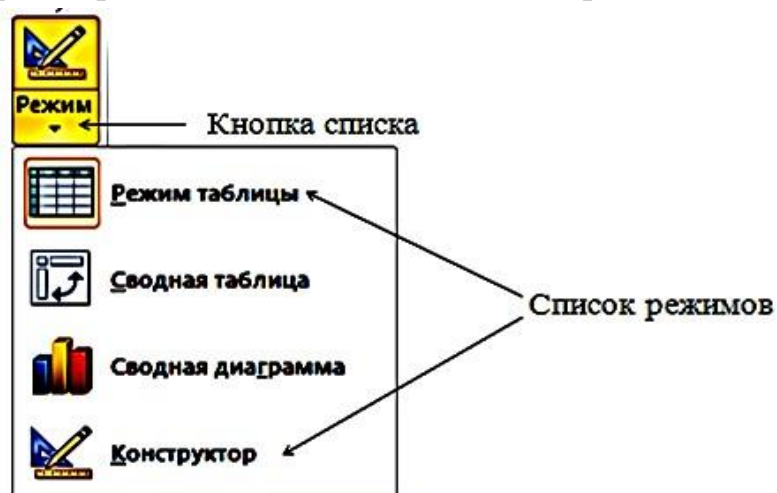 Режим
Кнопка списка
Режим таблицы
Сводная таблица
Список режимов
Сводная диаграмма
Конструктор